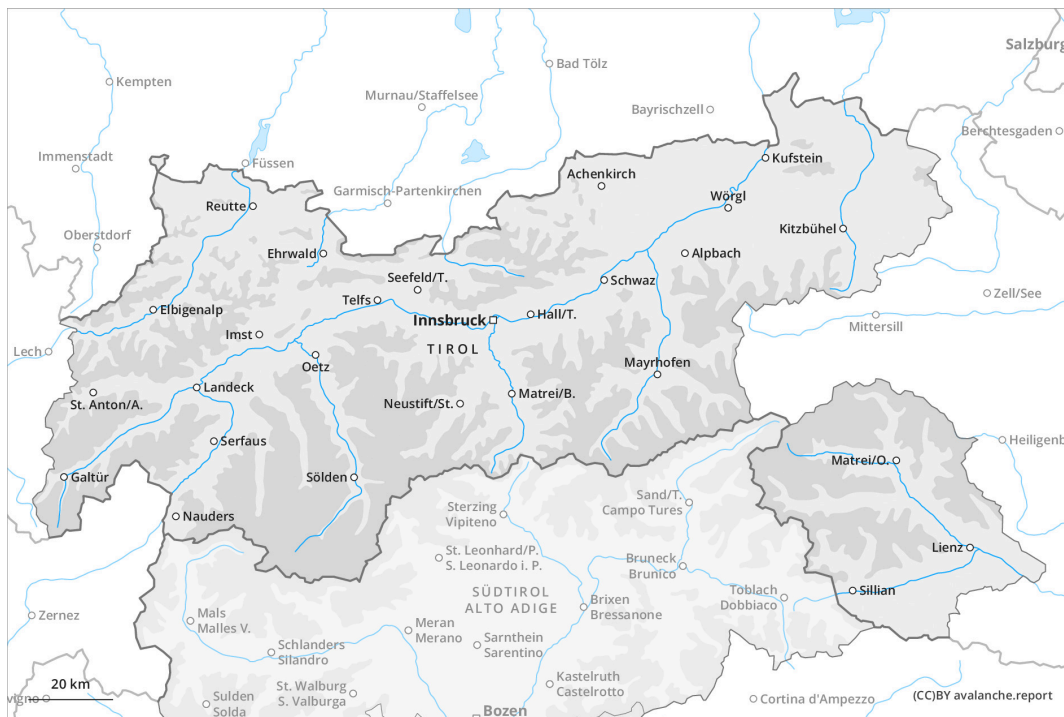 Salzburg
Kempten
Bad Tölz
Murnau/Staffelsee
Bayrischzell
Berchtesgaden
Immenstadt
Füssen
Kufstein
Achenkirch
Garmisch-Partenkirchen
Reutte
Wörgl
Oberstdorf
Kitzbühel
Ehrwald
Alpbach
Seefeld/T.
Schwaz
Zell/See
Telfs
Elbigenalp
Innsbruck
Hall/T.
Mittersill
Imst
TIROL
Lech
Oetz
Mayrhofen
Landeck
St. Anton/A.
Neustift/St.
Matrei/B.
Serfaus
Heiligenb
Matrei/O.
Galtür
Sölden
Sand/T.
Campo Tures
Sterzing
Vipiteno
Nauders
Lienz
St. Leonhard/P.
S. Leonardo i. P.
Bruneck
Brunico
SÜDTIROL
ALTO ADIGE
Sillian
Toblach
Dobbiaco
Brixen
Bressanone
Zernez
Mals
Malles V.
Meran
Merano
Sarnthein
Sarentino
Schlanders
Silandro
Kastelruth
Castelrotto
20 km
St. Walburg
S. Valburga
vigno
Sulden
Solda
Cortina d'Ampezzo
(CC)BY avalanche.report
Bozen